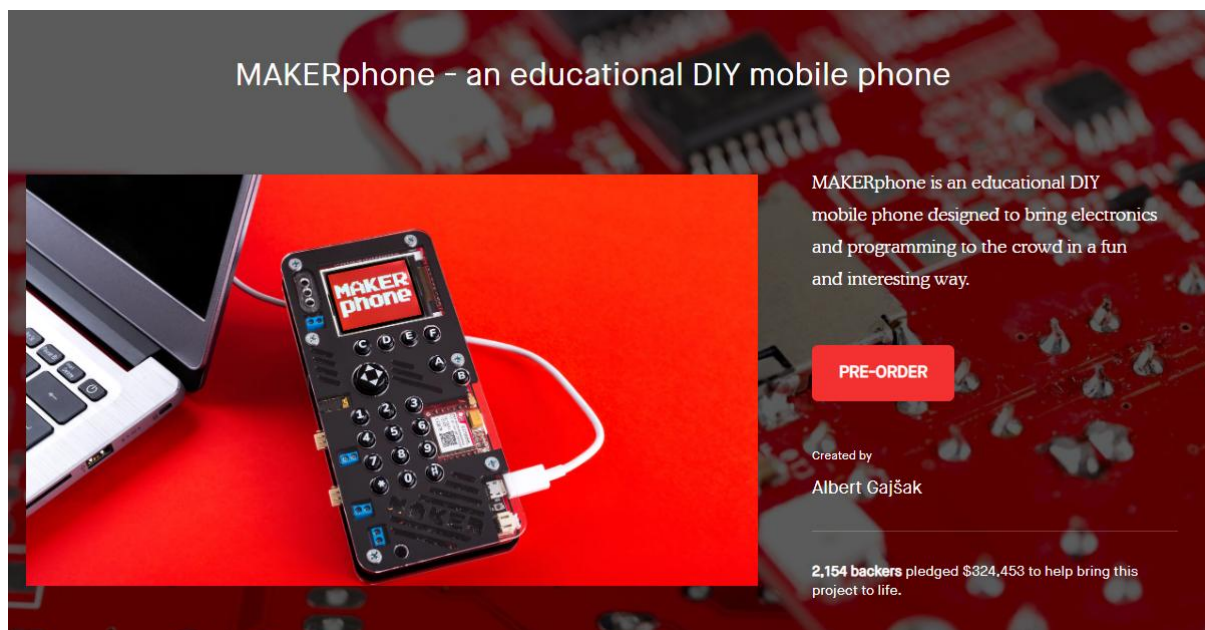 MAKERphone - an educational DIY mobile phone
MAKERphone is an educational DIY
mobile phone designed to bring electronics
and programming to the crowd in a fun
and interesting way.
PRE-ORDER
Created by
Albert Gajšak
2,154 backers pledged $324,453 to help bring this
project to life.
MAKER
phone
C D E F
A
B
1 2 3
4 5 6
7 8 9
* 0 #
MAKER